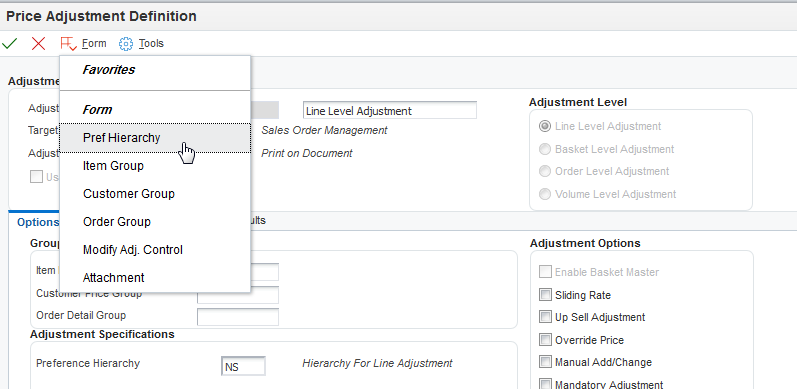 Price Adjustment Definition
Form Tools
Favorites
Form
Pref Hierarchy
Item Group
Customer Group
Order Group
Modify Adj. Control
Attachment
Adjustme
Adjust Line Level Adjustment
Target Sales Order Management
Adjust Print on Document
Adjustment Level
Line Level Adjustment
Basket Level Adjustment
Order Level Adjustment
Volume Level Adjustment
Options
Group
Item
Customer Price Group
Order Detail Group
Adjustment Specifications
Preference Hierarchy NS Hierarchy For Line Adjustment
Adjustment Options
Enable Basket Master
Sliding Rate
Up Sell Adjustment
Override Price
Manual Add/Change
Mandatory Adjustment